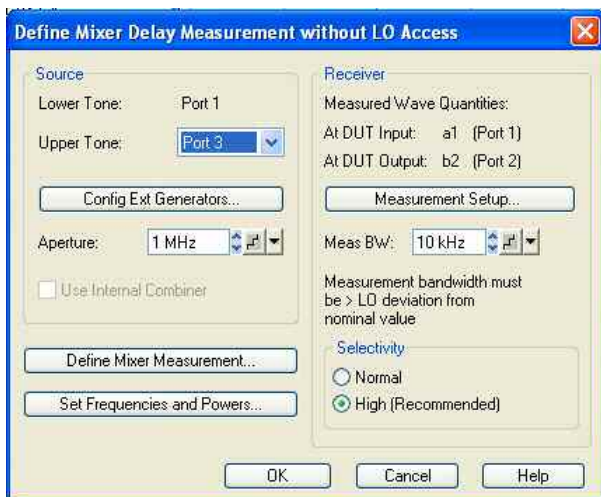 Define Mixer Delay Measurement without LO Access
Source
Lower Tone: Port 1
Upper Tone: Port 3
Config Ext Generators...
Aperture: 1 MHz
Use Internal Combiner
Define Mixer Measurement...
Set Frequencies and Powers...
Receiver
Measured Wave Quantities:
At DUT Input: a1 (Port 1)
At DUT Output: b2 (Port 2)
Measurement Setup...
Meas BW: 10 kHz
Measurement bandwidth must
be > LO deviation from
nominal value
Selectivity
Normal
High (Recommended)
OK
Cancel
Help